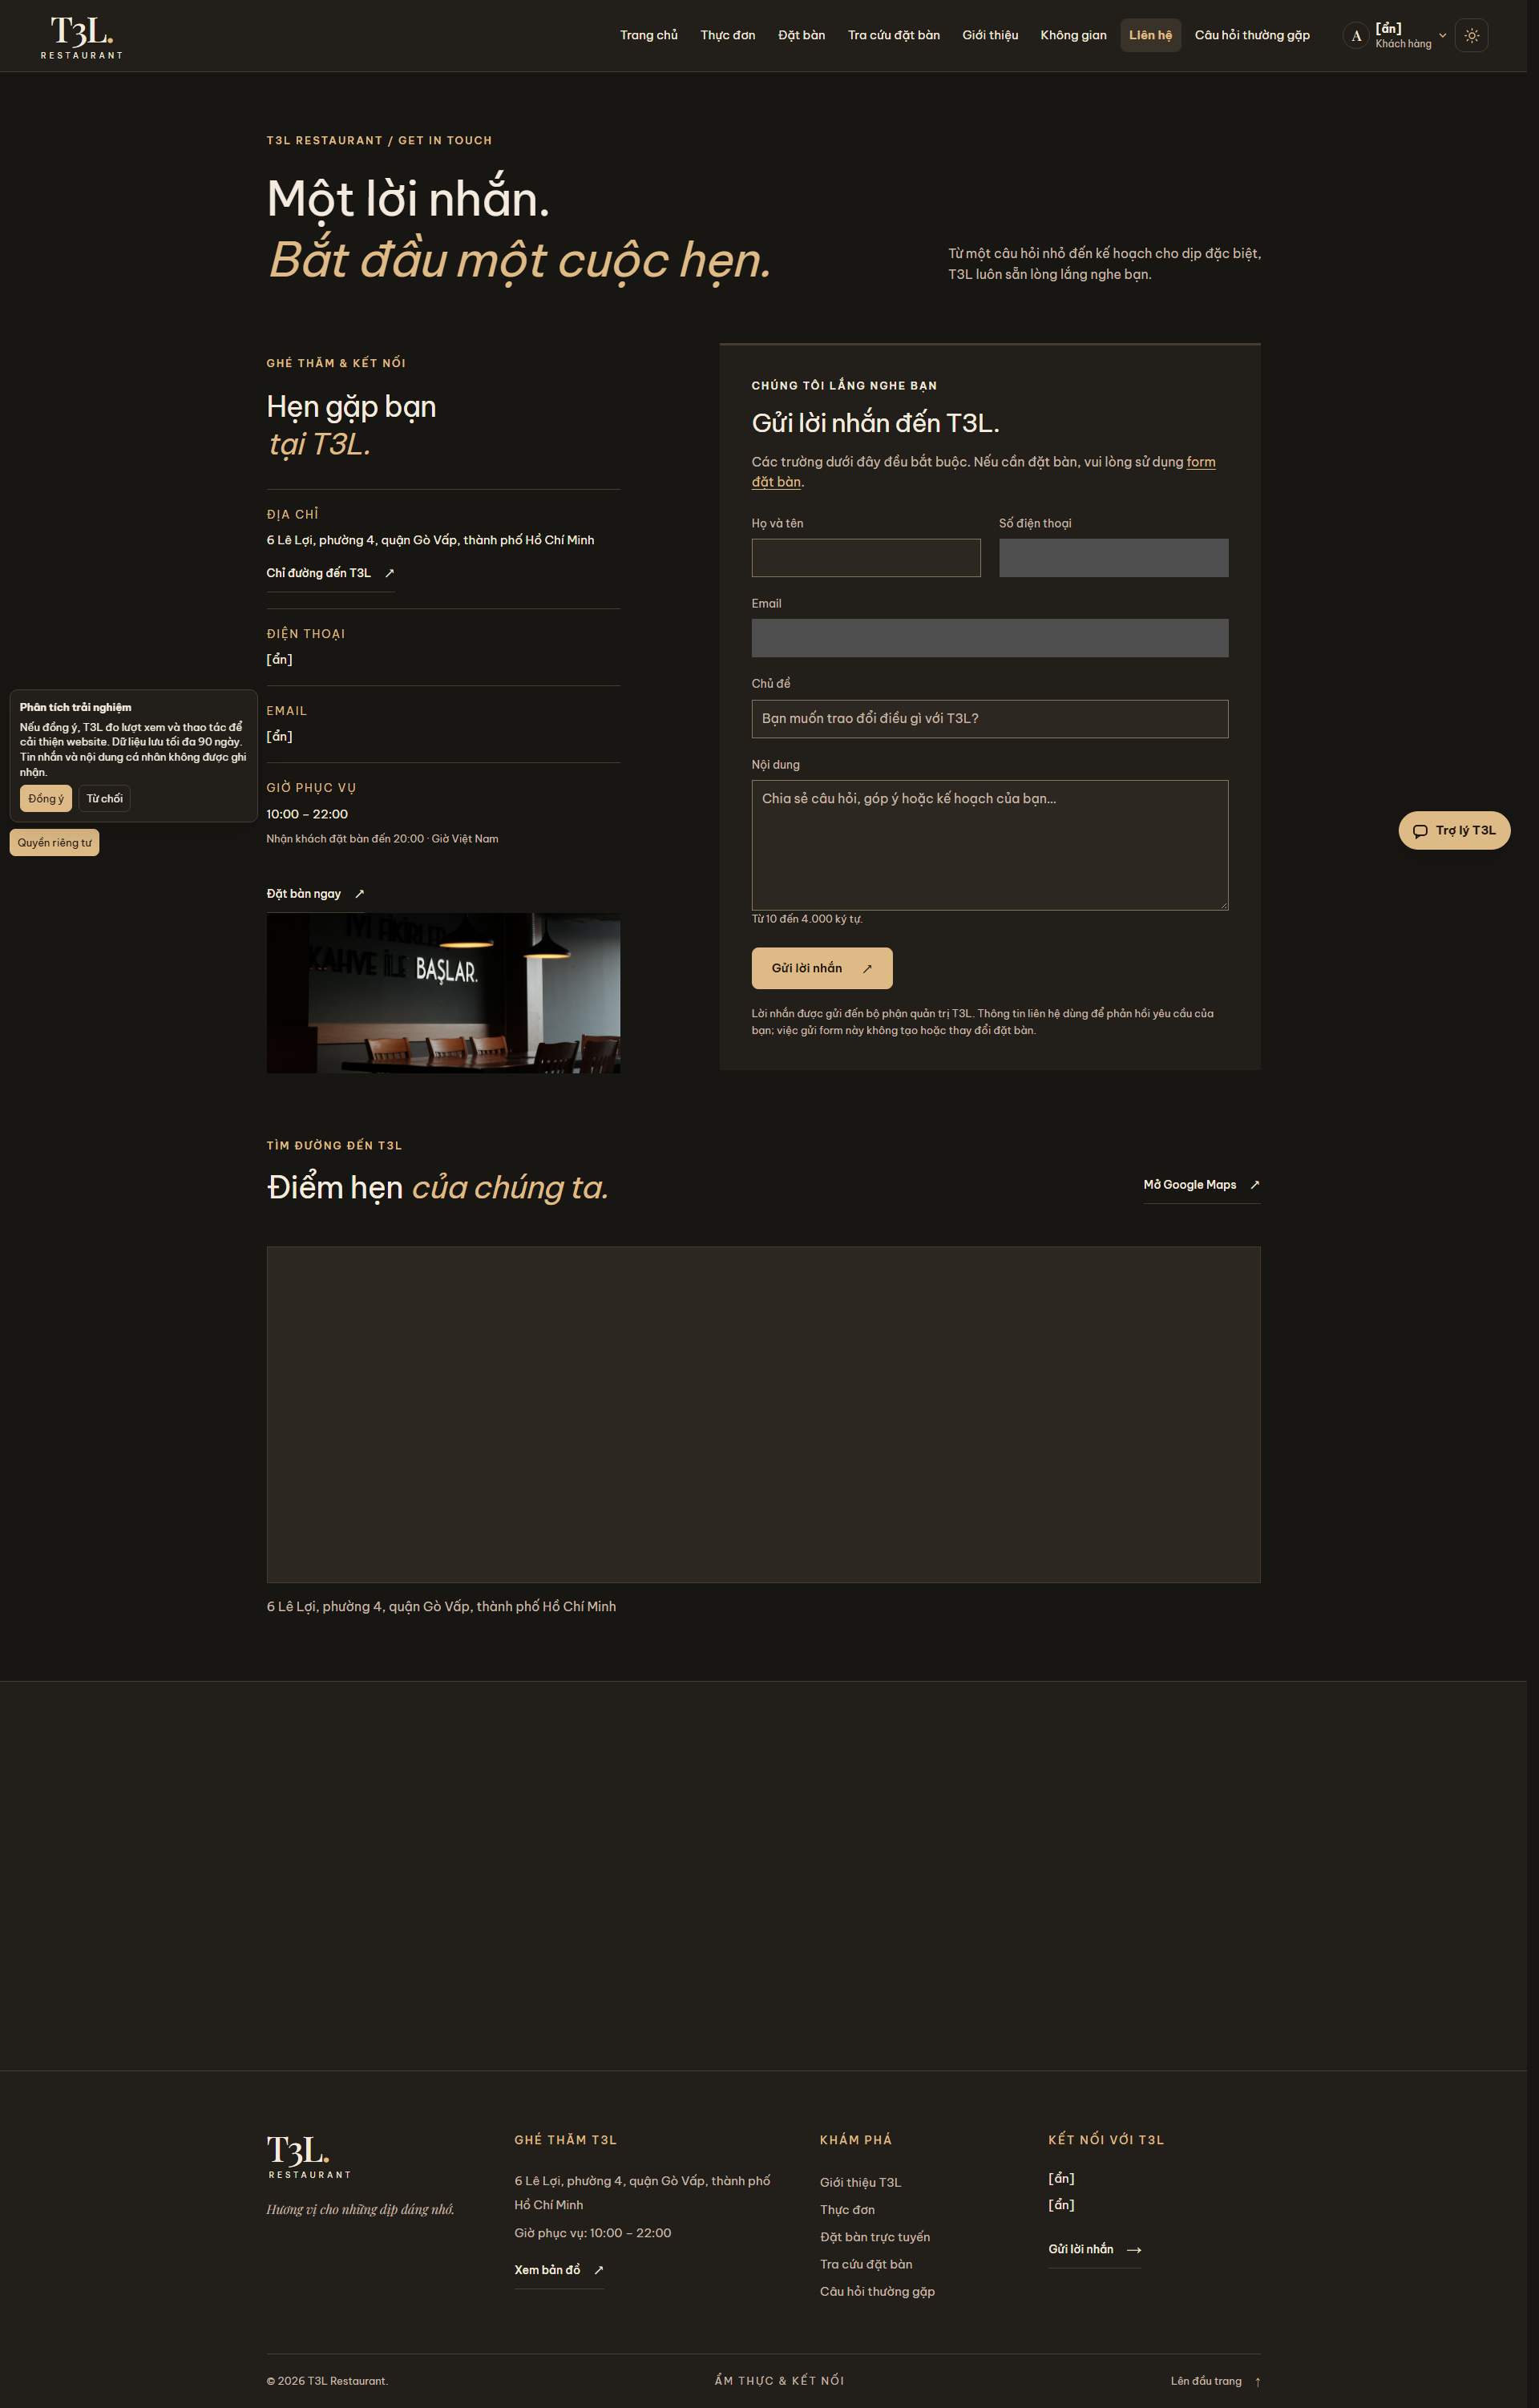 T3L.
RESTAURANT
Trang chủ
Thực đơn
Đặt bàn
Tra cứu đặt bàn
Giới thiệu
Không gian
Liên hệ
Câu hỏi thường gặp
A
[ẩn]
Khách hàng
T3L RESTAURANT / GET IN TOUCH
Một lời nhắn.
Bắt đầu một cuộc hẹn.
Từ một câu hỏi nhỏ đến kế hoạch cho dịp đặc biệt,
T3L luôn sẵn lòng lắng nghe bạn.
GHÉ THĂM & KẾT NỐI
Hẹn gặp bạn
tại T3L.
ĐỊA CHỈ
6 Lê Lợi, phường 4, quận Gò Vấp, thành phố Hồ Chí Minh
Chỉ đường đến T3L ↗
ĐIỆN THOẠI
[ẩn]
EMAIL
[ẩn]
GIỜ PHỤC VỤ
10:00 – 22:00
Nhận khách đặt bàn đến 20:00 · Giờ Việt Nam
Đặt bàn ngay ↗
BAŞLAR.
CHÚNG TÔI LẮNG NGHE BẠN
Gửi lời nhắn đến T3L.
Các trường dưới đây đều bắt buộc. Nếu cần đặt bàn, vui lòng sử dụng form
đặt bàn.
Họ và tên
Số điện thoại
Email
Chủ đề
Bạn muốn trao đổi điều gì với T3L?
Nội dung
Chia sẻ câu hỏi, góp ý hoặc kế hoạch của bạn…
Từ 10 đến 4.000 ký tự.
Gửi lời nhắn ↗
Lời nhắn được gửi đến bộ phận quản trị T3L. Thông tin liên hệ dùng để phản hồi yêu cầu của
bạn; việc gửi form này không tạo hoặc thay đổi đặt bàn.
Phân tích trải nghiệm
Nếu đồng ý, T3L đo lượt xem và thao tác để
cải thiện website. Dữ liệu lưu tối đa 90 ngày.
Tin nhắn và nội dung cá nhân không được ghi
nhận.
Đồng ý
Từ chối
Quyền riêng tư
Trợ lý T3L
TÌM ĐƯỜNG ĐẾN T3L
Điểm hẹn của chúng ta.
Mở Google Maps ↗
6 Lê Lợi, phường 4, quận Gò Vấp, thành phố Hồ Chí Minh
T3L.
RESTAURANT
Hương vị cho những dịp đáng nhớ.
GHÉ THĂM T3L
6 Lê Lợi, phường 4, quận Gò Vấp, thành phố
Hồ Chí Minh
Giờ phục vụ: 10:00 – 22:00
Xem bản đồ ↗
KHÁM PHÁ
Giới thiệu T3L
Thực đơn
Đặt bàn trực tuyến
Tra cứu đặt bàn
Câu hỏi thường gặp
KẾT NỐI VỚI T3L
[ẩn]
[ẩn]
Gửi lời nhắn →
© 2026 T3L Restaurant.
ẨM THỰC & KẾT NỐI
Lên đầu trang ↑